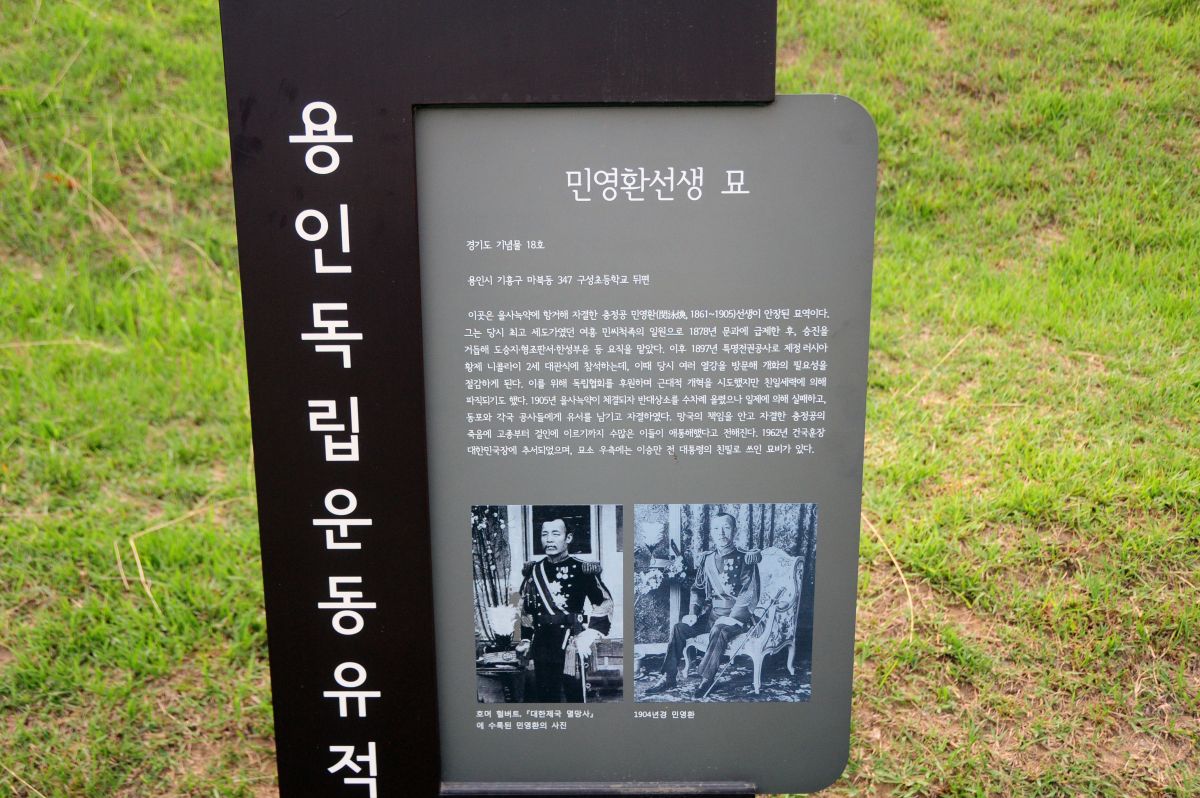 용인독립운동유적
민영환선생 묘
경기도 기념물 18호
용인시 기흥구 마북동 347 구성초등학교 뒤편
이곳은 을사늑약에 항거해 자결한 충정공 민영환(閔泳煥, 1861~1905)선생이 안장된 묘역이다.
그는 당시 최고 세도가였던 여흥 민씨척족의 일원으로 1878년 문과에 급제한 후, 승진을
거듭해 도승지·형조판서·한성부윤 등 요직을 맡았다. 이후 1897년 특명전권공사로 제정 러시아
황제 니콜라이 2세 대관식에 참석하는데, 이때 당시 여러 열강을 방문해 개화의 필요성을
절감하게 된다. 이를 위해 독립협회를 후원하며 근대적 개혁을 시도했지만 친일세력에 의해
파직되기도 했다. 1905년 을사늑약이 체결되자 반대상소를 수차례 올렸으나 일제에 의해 실패하고,
동포와 각국 공사들에게 유서를 남기고 자결하였다. 망국의 책임을 안고 자결한 충정공의
죽음에 고종부터 걸인에 이르기까지 수많은 이들이 애통해했다고 전해진다. 1962년 건국훈장
대한민국장에 추서되었으며, 묘소 우측에는 이승만 전 대통령의 친필로 쓰인 묘비가 있다.
호머 헐버트, 『대한제국 멸망사』
에 수록된 민영환의 사진
1904년경 민영환